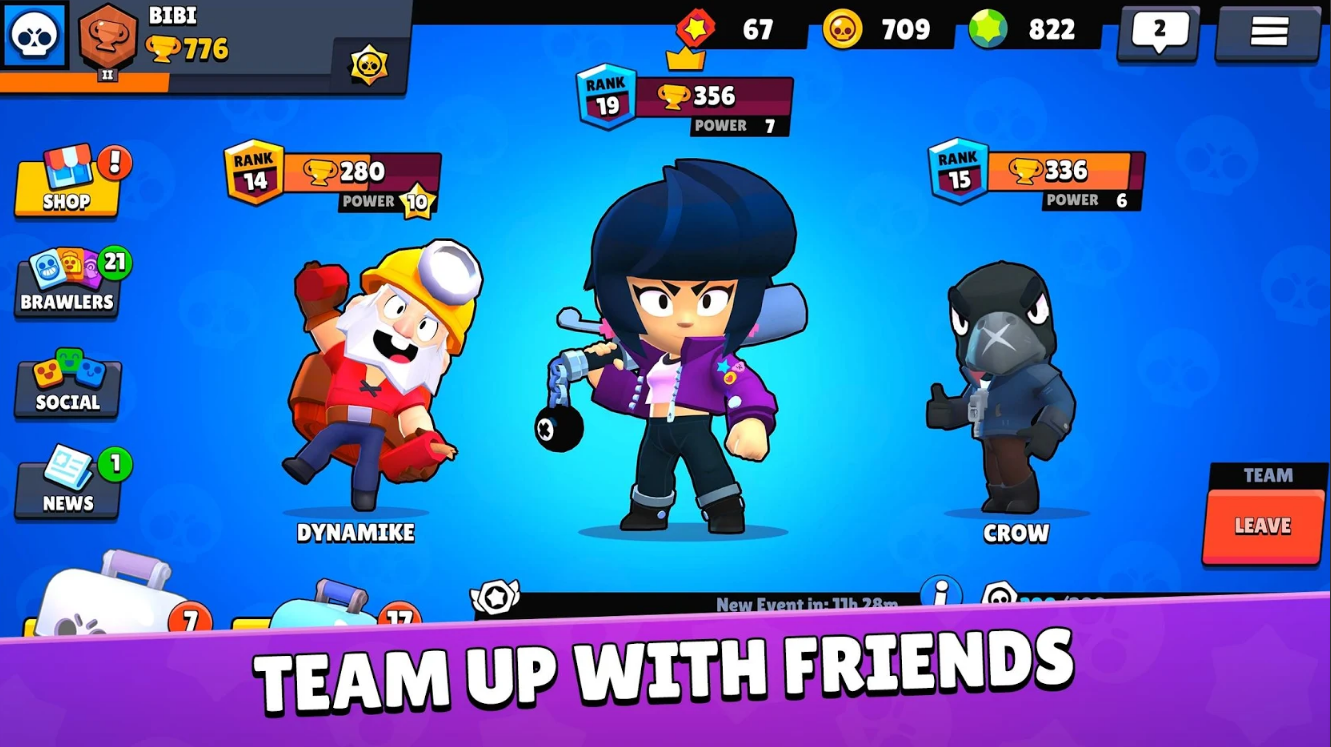 BIBI
776
II
67
709
822
2
RANK
19
356
POWER 7
RANK
14
280
POWER 10
RANK
15
336
POWER 6
!
SHOP
21
BRAWLERS
SOCIAL
1
NEWS
DYNAMIKE
CROW
TEAM
LEAVE
7
17
New Event in: 11h 28m
i
TEAM UP WITH FRIENDS